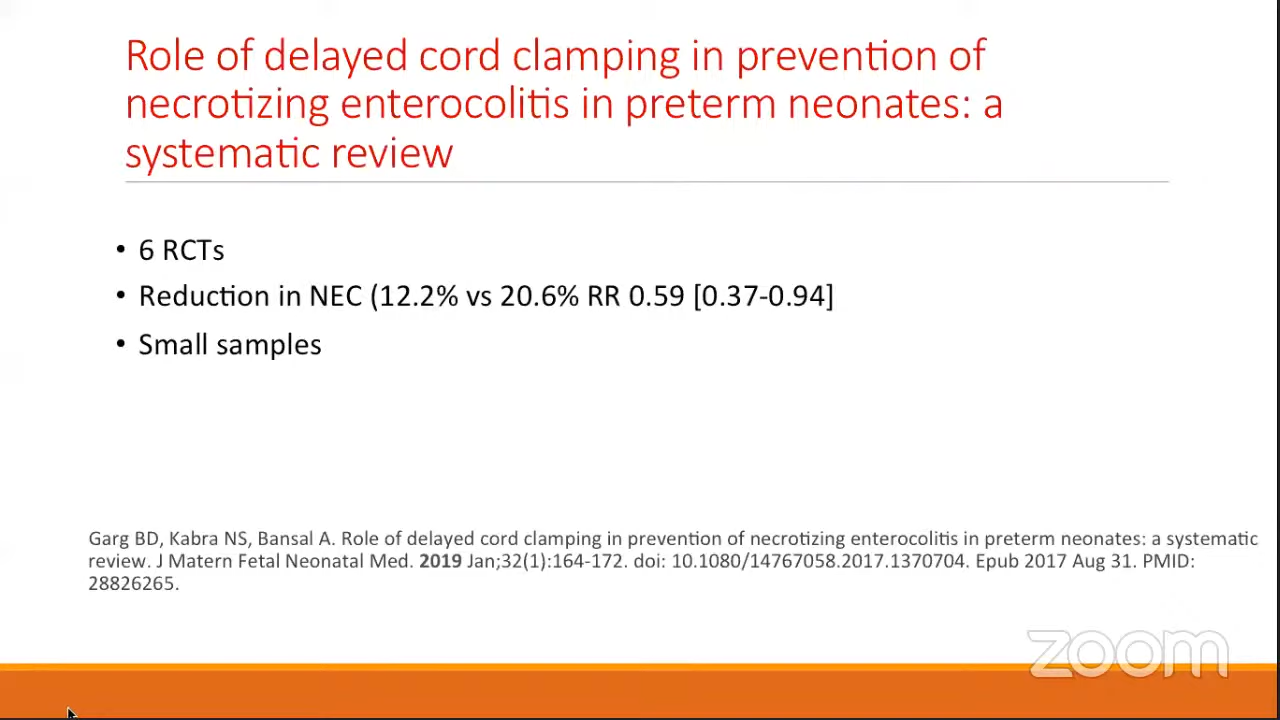 Role of delayed cord clamping in prevention of
necrotizing enterocolitis in preterm neonates: a
systematic review
• 6 RCTs
• Reduction in NEC (12.2% vs 20.6% RR 0.59 [0.37-0.94]
• Small samples
Garg BD, Kabra NS, Bansal A. Role of delayed cord clamping in prevention of necrotizing enterocolitis in preterm neonates: a systematic
review. J Matern Fetal Neonatal Med. 2019 Jan;32(1):164-172. doi: 10.1080/14767058.2017.1370704. Epub 2017 Aug 31. PMID:
28826265.
zoom